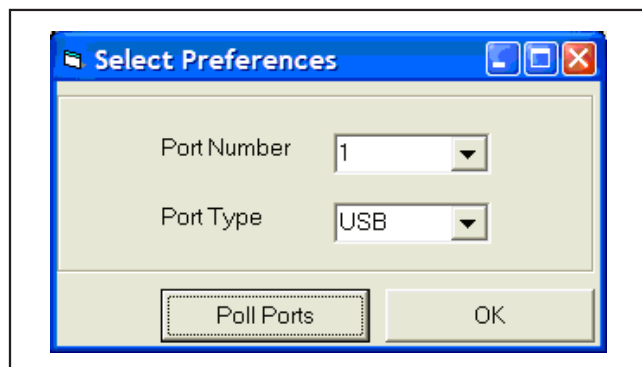 Select Preferences
Port Number 1
Port Type USB
Poll Ports OK